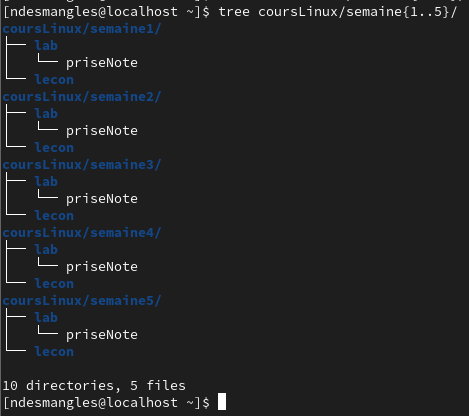 [ndesmangles@localhost ~]$ tree coursLinux/semaine{1..5}/
coursLinux/semaine1/
├── lab
│   └── priseNote
└── lecon
coursLinux/semaine2/
├── lab
│   └── priseNote
└── lecon
coursLinux/semaine3/
├── lab
│   └── priseNote
└── lecon
coursLinux/semaine4/
├── lab
│   └── priseNote
└── lecon
coursLinux/semaine5/
├── lab
│   └── priseNote
└── lecon
10 directories, 5 files
[ndesmangles@localhost ~]$